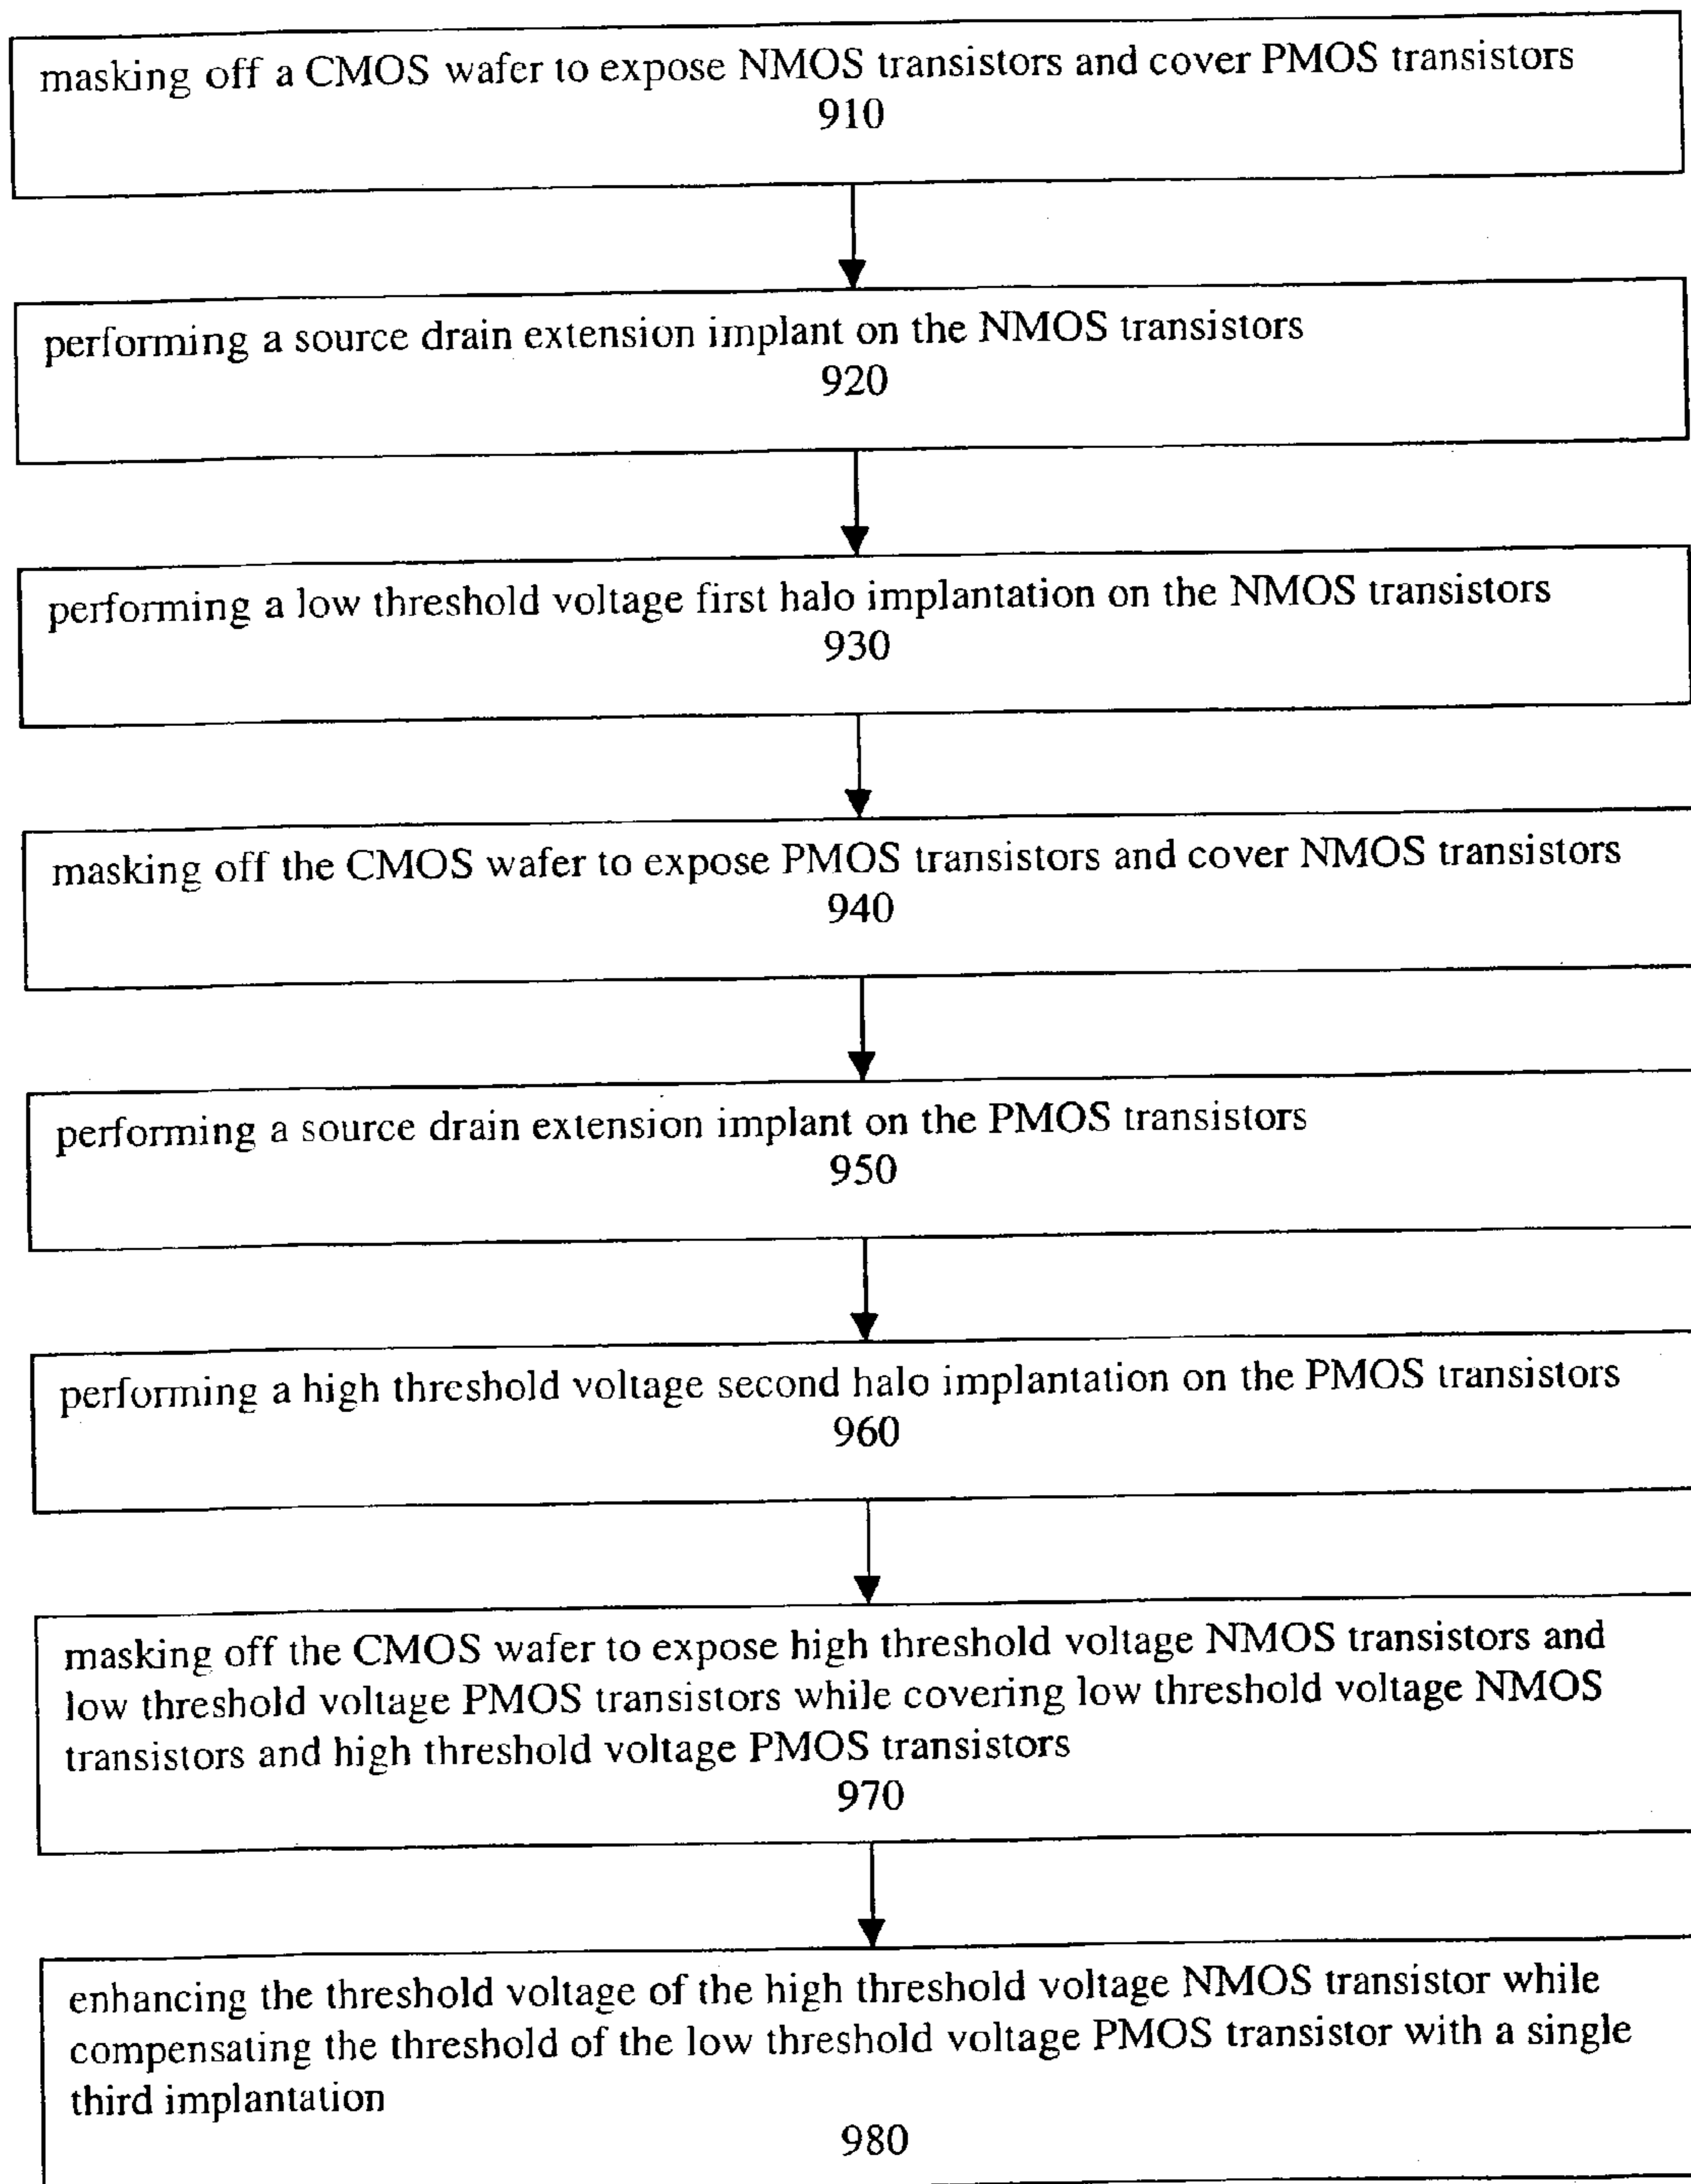 masking off a CMOS wafer to expose NMOS transistors and cover PMOS transistors
910
performing a source drain extension implant on the NMOS transistors
920
performing a low threshold voltage first halo implantation on the NMOS transistors
930
masking off the CMOS wafer to expose PMOS transistors and cover NMOS transistors
940
performing a source drain extension implant on the PMOS transistors
950
performing a high threshold voltage second halo implantation on the PMOS transistors
960
masking off the CMOS wafer to expose high threshold voltage NMOS transistors and
low threshold voltage PMOS transistors while covering low threshold voltage NMOS
transistors and high threshold voltage PMOS transistors
970
enhancing the threshold voltage of the high threshold voltage NMOS transistor while
compensating the threshold of the low threshold voltage PMOS transistor with a single
third implantation
980